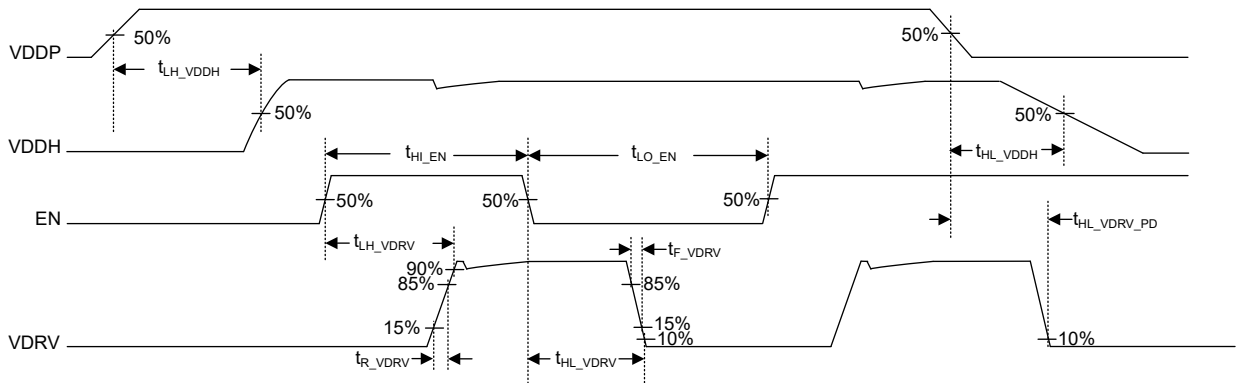 VDDP
50%
50%
tLH_VDDH
VDDH
50%
50%
tHL_VDDH
tHI_EN
tLO_EN
EN
50%
50%
50%
tHL_VDRV_PD
tLH_VDRV
tF_VDRV
90%
85%
85%
VDRV
15%
15%
10%
10%
tR_VDRV
tHL_VDRV